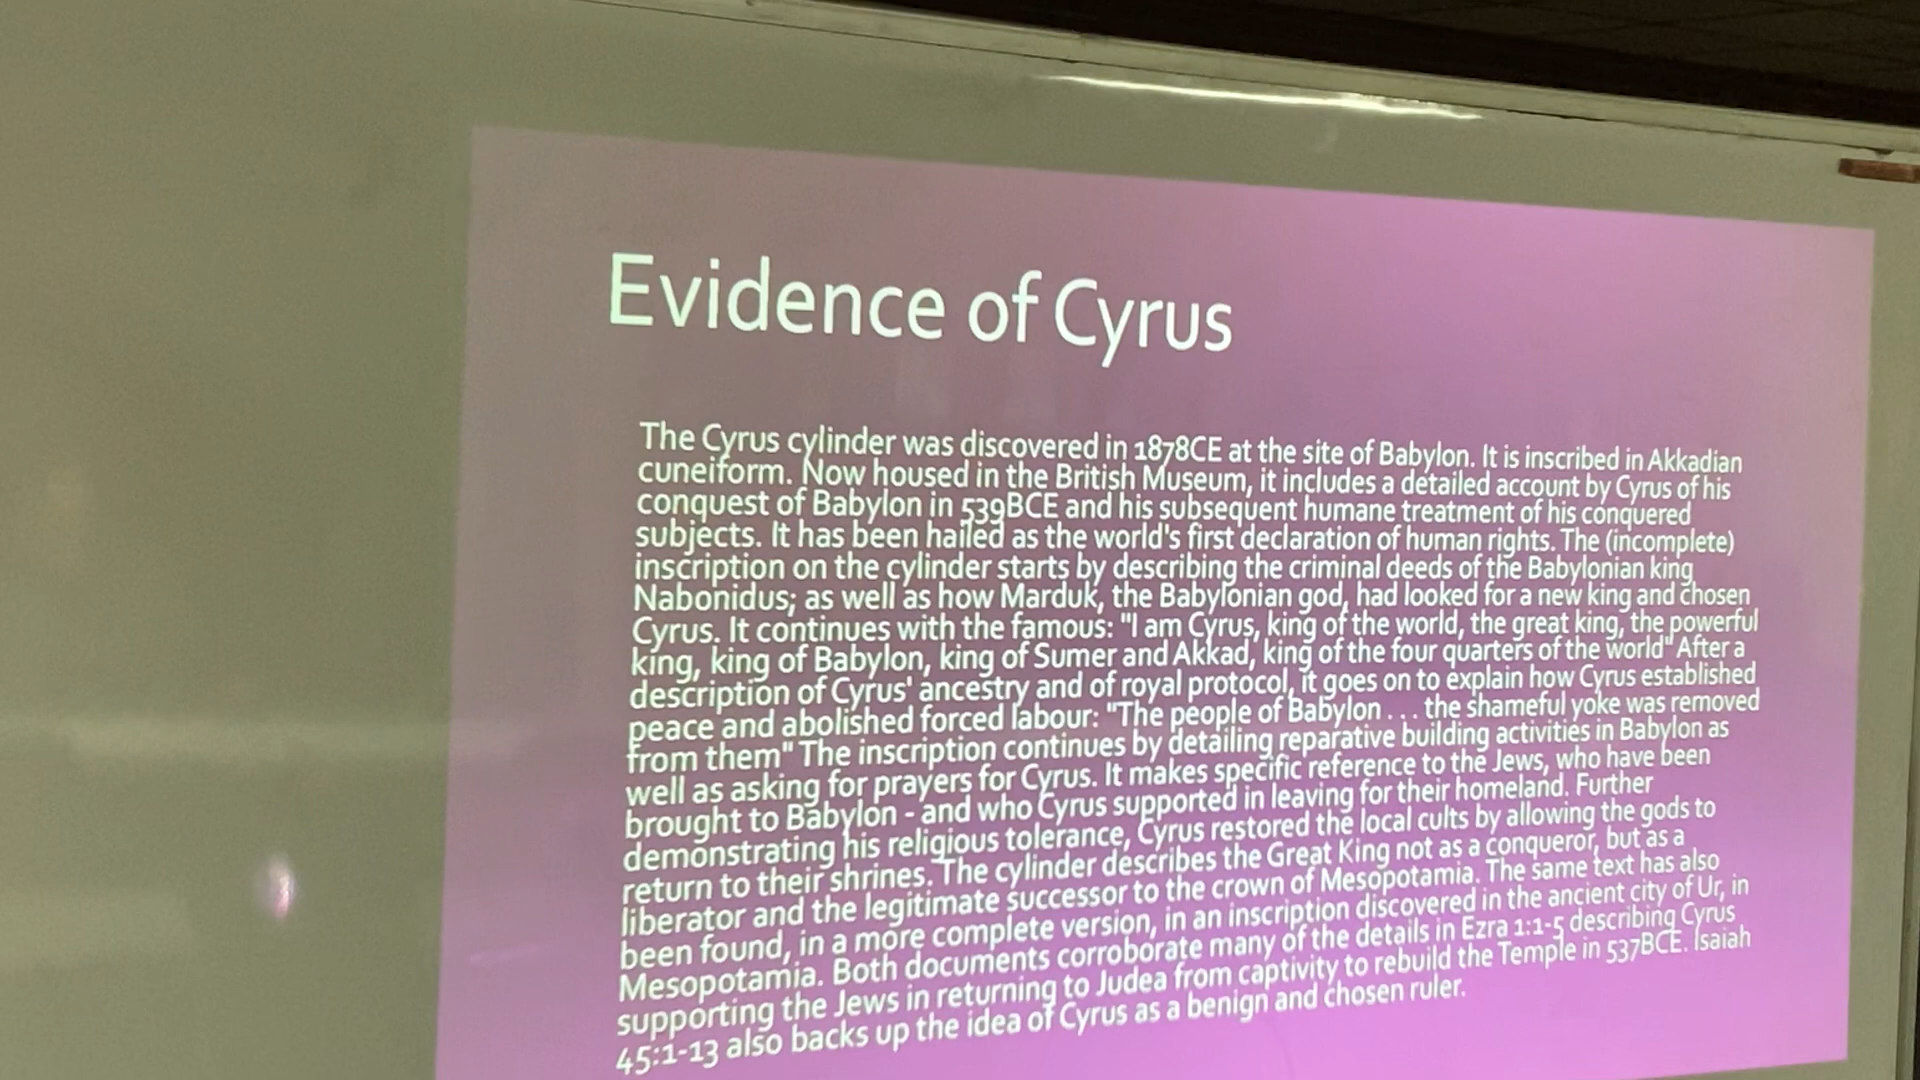 Evidence of Cyrus
The Cyrus cylinder was discovered in 1878CE at the site of Babylon. It is inscribed in Akkadian
cuneiform. Now housed in the British Museum, it includes a detailed account by Cyrus of his
conquest of Babylon in 539BCE and his subsequent humane treatment of his conquered
subjects. It has been hailed as the world's first declaration of human rights. The (incomplete)
inscription on the cylinder starts by describing the criminal deeds of the Babylonian king
Nabonidus; as well as how Marduk, the Babylonian god, had looked for a new king and chosen
Cyrus. It continues with the famous: "I am Cyrus, king of the world, the great king, the powerful
king, king of Babylon, king of Sumer and Akkad, king of the four quarters of the world" After a
description of Cyrus' ancestry and of royal protocol, it goes on to explain how Cyrus established
peace and abolished forced labour: "The people of Babylon . . . the shameful yoke was removed
from them" The inscription continues by detailing reparative building activities in Babylon as
well as asking for prayers for Cyrus. It makes specific reference to the Jews, who have been
brought to Babylon - and who Cyrus supported in leaving for their homeland. Further
demonstrating his religious tolerance, Cyrus restored the local cults by allowing the gods to
return to their shrines. The cylinder describes the Great King not as a conqueror, but as a
liberator and the legitimate successor to the crown of Mesopotamia. The same text has also
been found, in a more complete version, in an inscription discovered in the ancient city of Ur, in
Mesopotamia. Both documents corroborate many of the details in Ezra 1:1-5 describing Cyrus
supporting the Jews in returning to Judea from captivity to rebuild the Temple in 537BCE. Isaiah
45:1-13 also backs up the idea of Cyrus as a benign and chosen ruler.